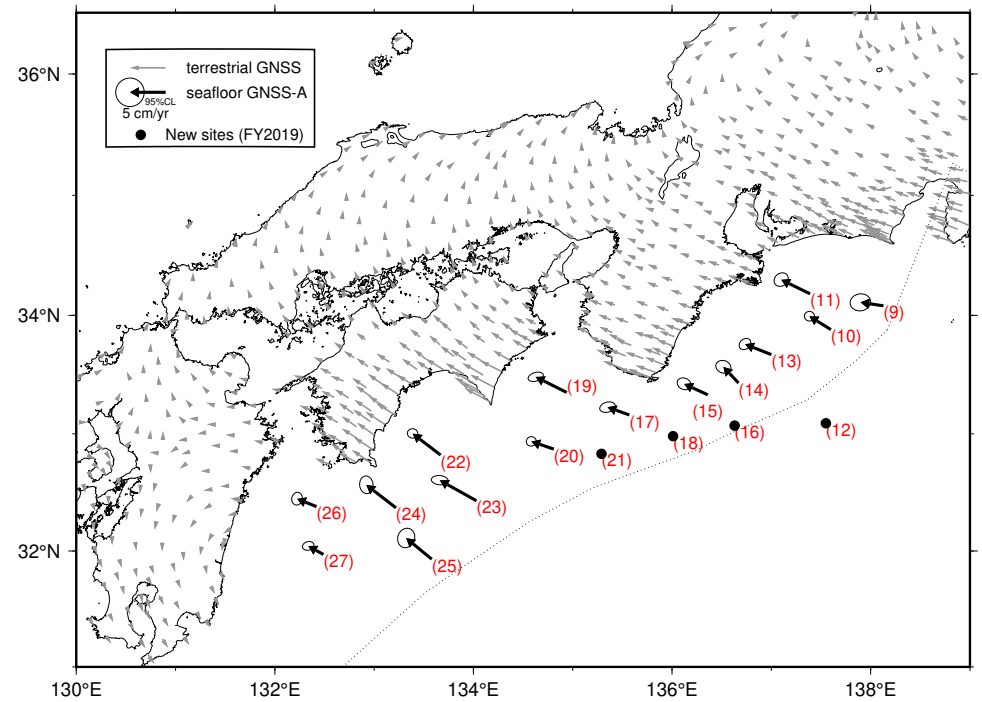 36°N
34°N
32°N
130°E
132°E
134°E
136°E
138°E
terrestrial GNSS
seafloor GNSS-A
95%CL
5 cm/yr
New sites (FY2019)
(11)
(9)
(10)
(13)
(14)
(19)
(15)
(17)
(16)
(12)
(18)
(20)
(21)
(22)
(23)
(26)
(24)
(27)
(25)